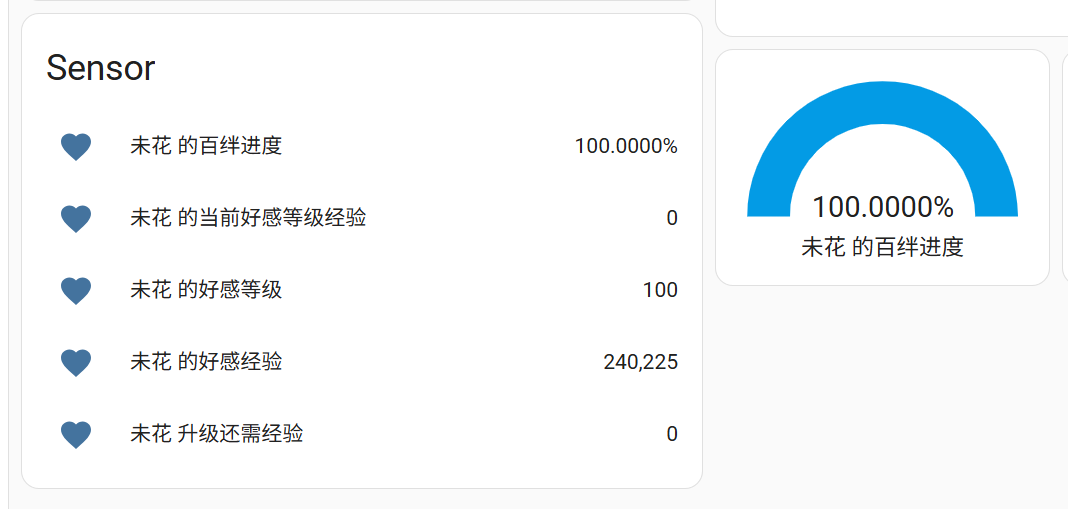 Sensor
未花 的百绊进度 100.0000%
未花 的当前好感等级经验 0
未花 的好感等级 100
未花 的好感经验 240,225
未花 升级还需经验 0
100.0000%
未花 的百绊进度